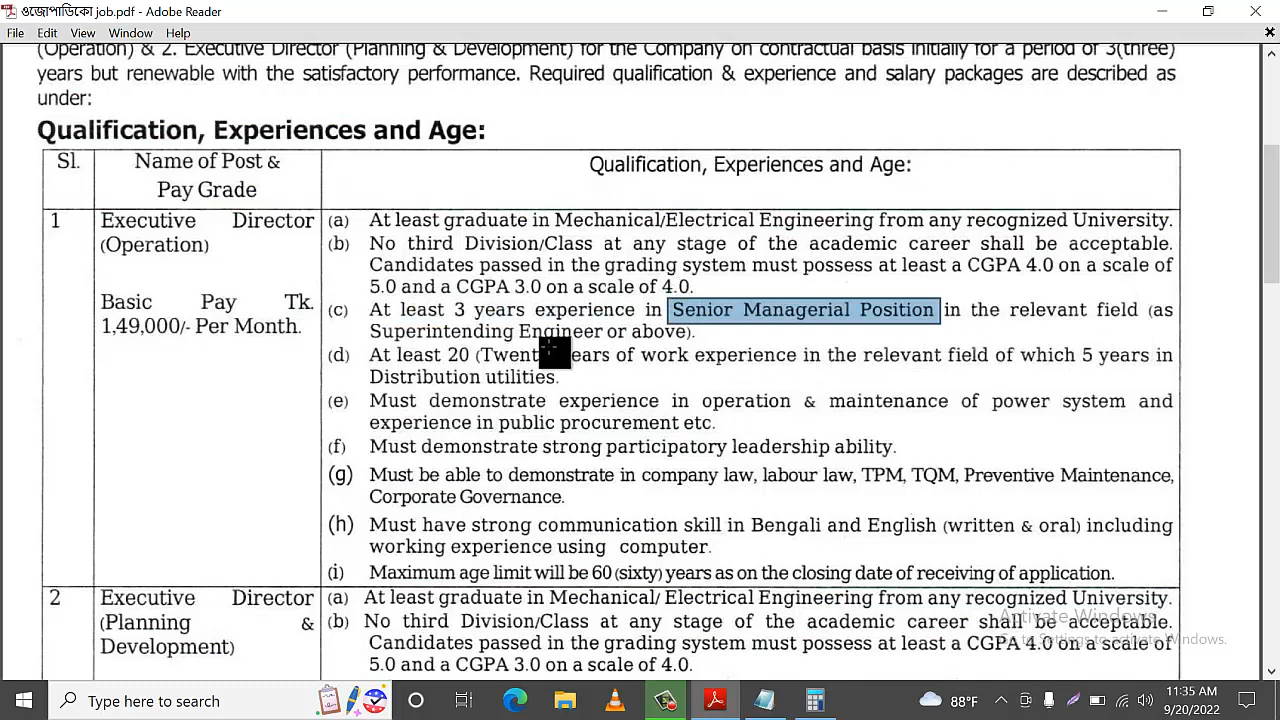 ওজোপাডিকো job.pdf - Adobe Reader
File Edit View Window Help
(Operation) & 2. Executive Director (Planning & Development) for the Company on contractual basis initially for a period of 3(three)
years but renewable with the satisfactory performance. Required qualification & experience and salary packages are described as
under:
Qualification, Experiences and Age:
Sl. Name of Post & Pay Grade Qualification, Experiences and Age:
1 Executive Director
(Operation)
Basic Pay Tk.
1,49,000/- Per Month.
(a) At least graduate in Mechanical/Electrical Engineering from any recognized University.
(b) No third Division/Class at any stage of the academic career shall be acceptable.
Candidates passed in the grading system must possess at least a CGPA 4.0 on a scale of
5.0 and a CGPA 3.0 on a scale of 4.0.
(c) At least 3 years experience in Senior Managerial Position in the relevant field (as
Superintending Engineer or above).
(d) At least 20 (Twent ears of work experience in the relevant field of which 5 years in
Distribution utilities.
(e) Must demonstrate experience in operation & maintenance of power system and
experience in public procurement etc.
(f) Must demonstrate strong participatory leadership ability.
(g) Must be able to demonstrate in company law, labour law, TPM, TQM, Preventive Maintenance,
Corporate Governance.
(h) Must have strong communication skill in Bengali and English (written & oral) including
working experience using computer.
(i) Maximum age limit will be 60 (sixty) years as on the closing date of receiving of application.
2 Executive Director
(Planning &
Development)
(a) At least graduate in Mechanical/ Electrical Engineering from any recognized University.
(b) No third Division/Class at any stage of the academic career shall be acceptable.
Candidates passed in the grading system must possess at least a CGPA 4.0 on a scale of
5.0 and a CGPA 3.0 on a scale of 4.0.
Activate Windows
Go to Settings to activate Windows.
Type here to search
88°F
11:35 AM
9/20/2022